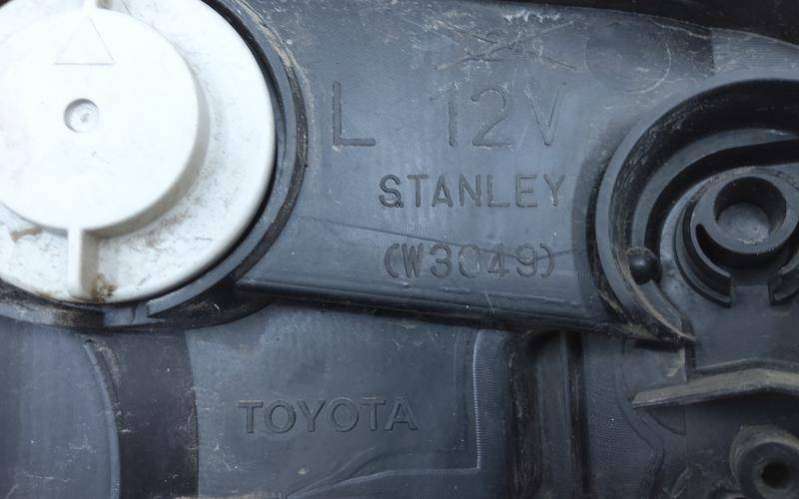 L 12V
STANLEY
(W3049)
TOYOTA